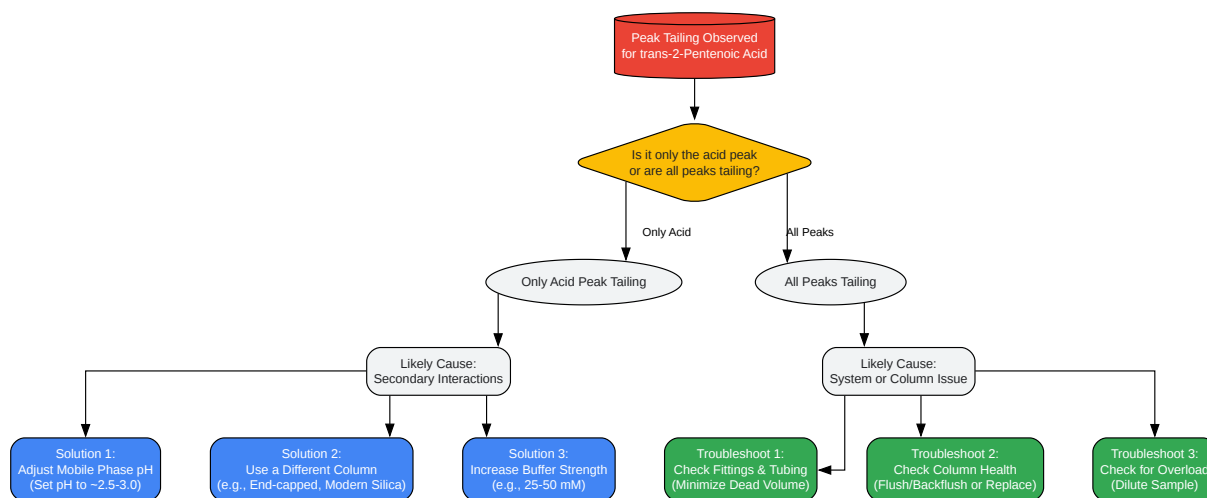 Peak Tailing Observed
for trans-2-Pentenoic Acid
Is it only the acid peak
or are all peaks tailing?
Only Acid
All Peaks
Only Acid Peak Tailing
All Peaks Tailing
Likely Cause:
Secondary Interactions
Likely Cause:
System or Column Issue
Solution 1:
Adjust Mobile Phase pH
(Set pH to ~2.5-3.0)
Solution 2:
Use a Different Column
(e.g., End-capped, Modern Silica)
Solution 3:
Increase Buffer Strength
(e.g., 25-50 mM)
Troubleshoot 1:
Check Fittings & Tubing
(Minimize Dead Volume)
Troubleshoot 2:
Check Column Health
(Flush/Backflush or Replace)
Troubleshoot 3:
Check for Overload
(Dilute Sample)